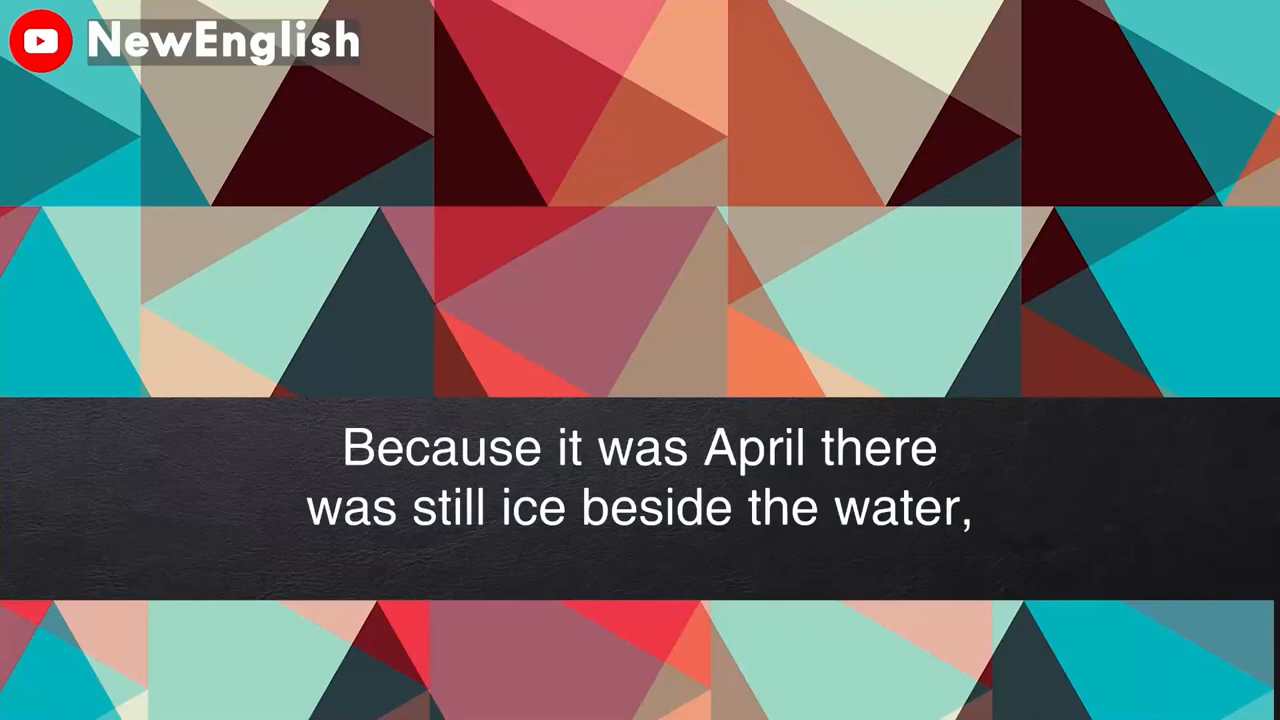 NewEnglish
Because it was April there
was still ice beside the water,